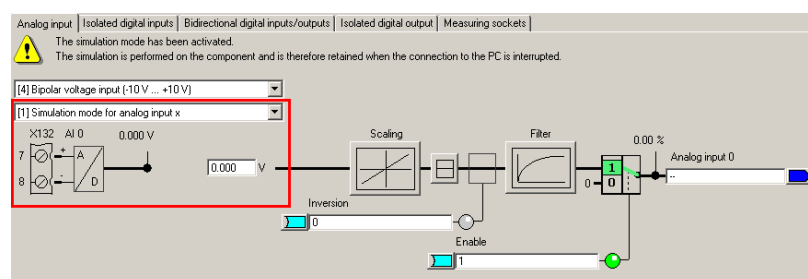 Analog input | Isolated digital inputs | Bidirectional digital inputs/outputs | Isolated digital output | Measuring sockets
The simulation mode has been activated.
The simulation is performed on the component and is therefore retained when the connection to the PC is interrupted.
[4] Bipolar voltage input (-10 V ... +10 V)
[1] Simulation mode for analog input x
X132 AI 0 0.000 V
7 + A
8 - D
0.000 V
Scaling
Filter
0.00 %
Analog input 0
1
0 0
--
Inversion
0
Enable
1